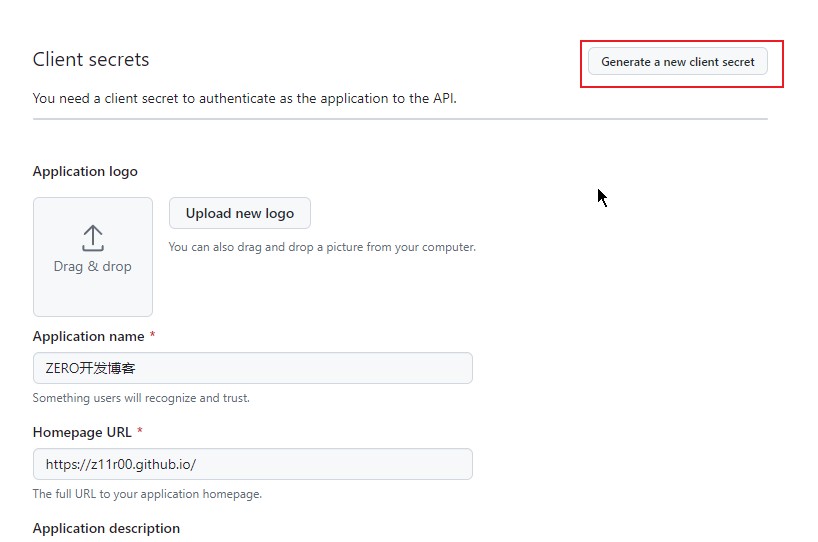 Client secrets
Generate a new client secret
You need a client secret to authenticate as the application to the API.
Application logo
Upload new logo
You can also drag and drop a picture from your computer.
Drag & drop
Application name *
ZERO开发博客
Something users will recognize and trust.
Homepage URL *
https://z11r00.github.io/
The full URL to your application homepage.
Application description